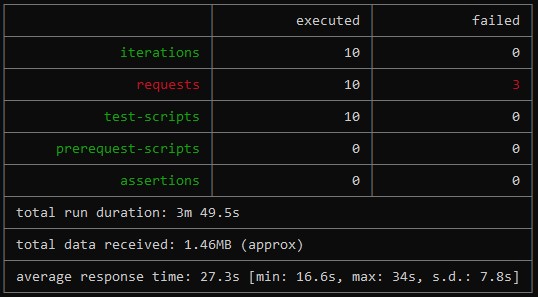 executed failed
iterations 10 0
requests 10 3
test-scripts 10 0
prerequest-scripts 0 0
assertions 0 0
total run duration: 3m 49.5s
total data received: 1.46MB (approx)
average response time: 27.3s [min: 16.6s, max: 34s, s.d.: 7.8s]